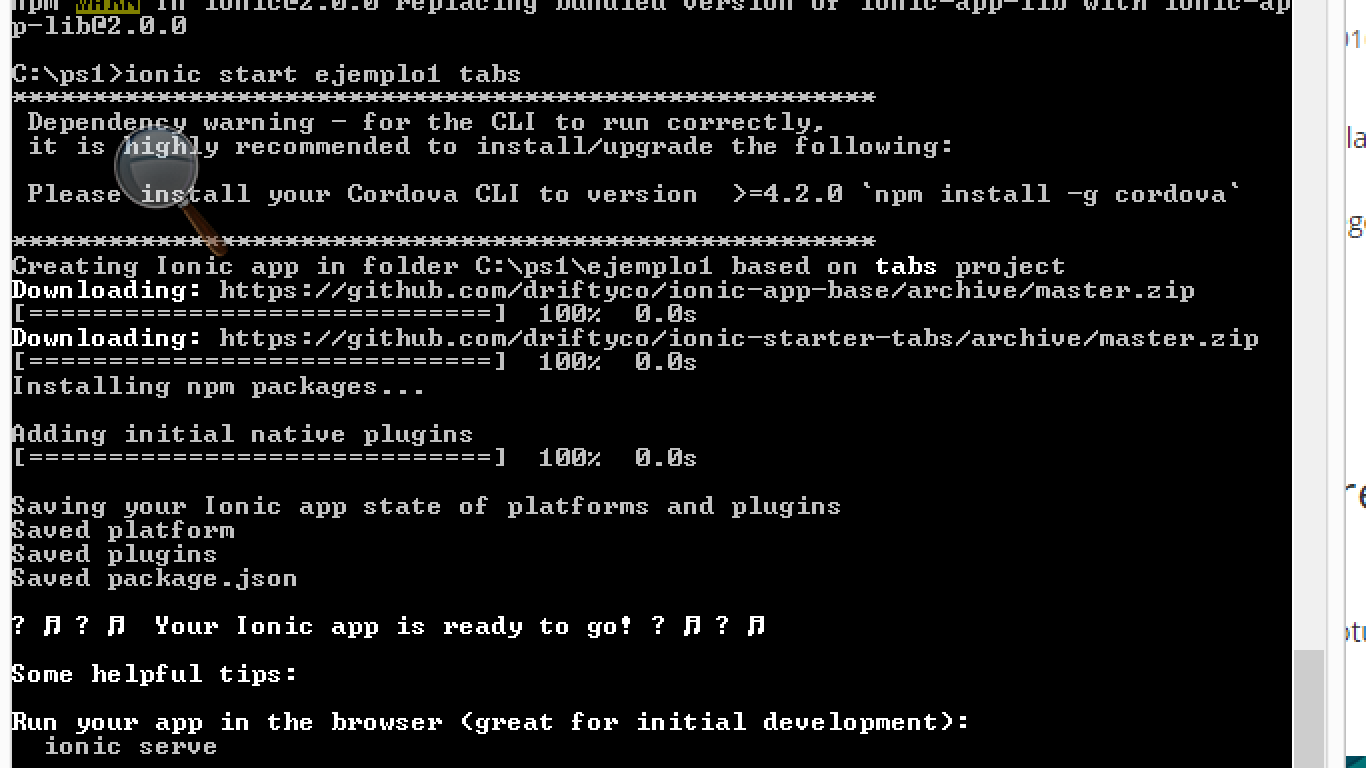 npm WARN in ionic@2.0.0 replacing bundled version of ionic-app-lib with ionic-ap
p-lib@2.0.0
C:\ps1>ionic start ejemplo1 tabs
******************************************************
Dependency warning - for the CLI to run correctly,
it is highly recommended to install/upgrade the following:
Please install your Cordova CLI to version  >=4.2.0 `npm install -g cordova`
******************************************************
Creating Ionic app in folder C:\ps1\ejemplo1 based on tabs project
Downloading: https://github.com/driftyco/ionic-app-base/archive/master.zip
[=============================]  100%  0.0s
Downloading: https://github.com/driftyco/ionic-starter-tabs/archive/master.zip
[=============================]  100%  0.0s
Installing npm packages...
Adding initial native plugins
[=============================]  100%  0.0s
Saving your Ionic app state of platforms and plugins
Saved platform
Saved plugins
Saved package.json
? ♬ ? ♬  Your Ionic app is ready to go! ? ♬ ? ♬
Some helpful tips:
Run your app in the browser (great for initial development):
ionic serve